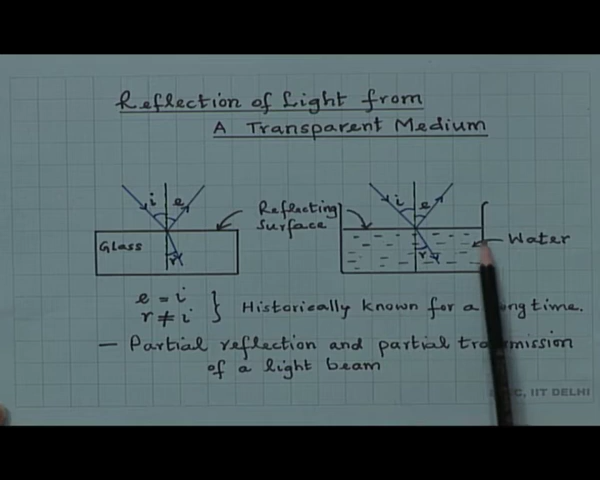 Reflection of Light from
A Transparent Medium
i e
i e
Reflecting
Surface
Glass
r
r
Water
e = i
r ≠ i } Historically known for a long time.
— Partial reflection and partial transmission
of a light beam
C, IIT DELHI